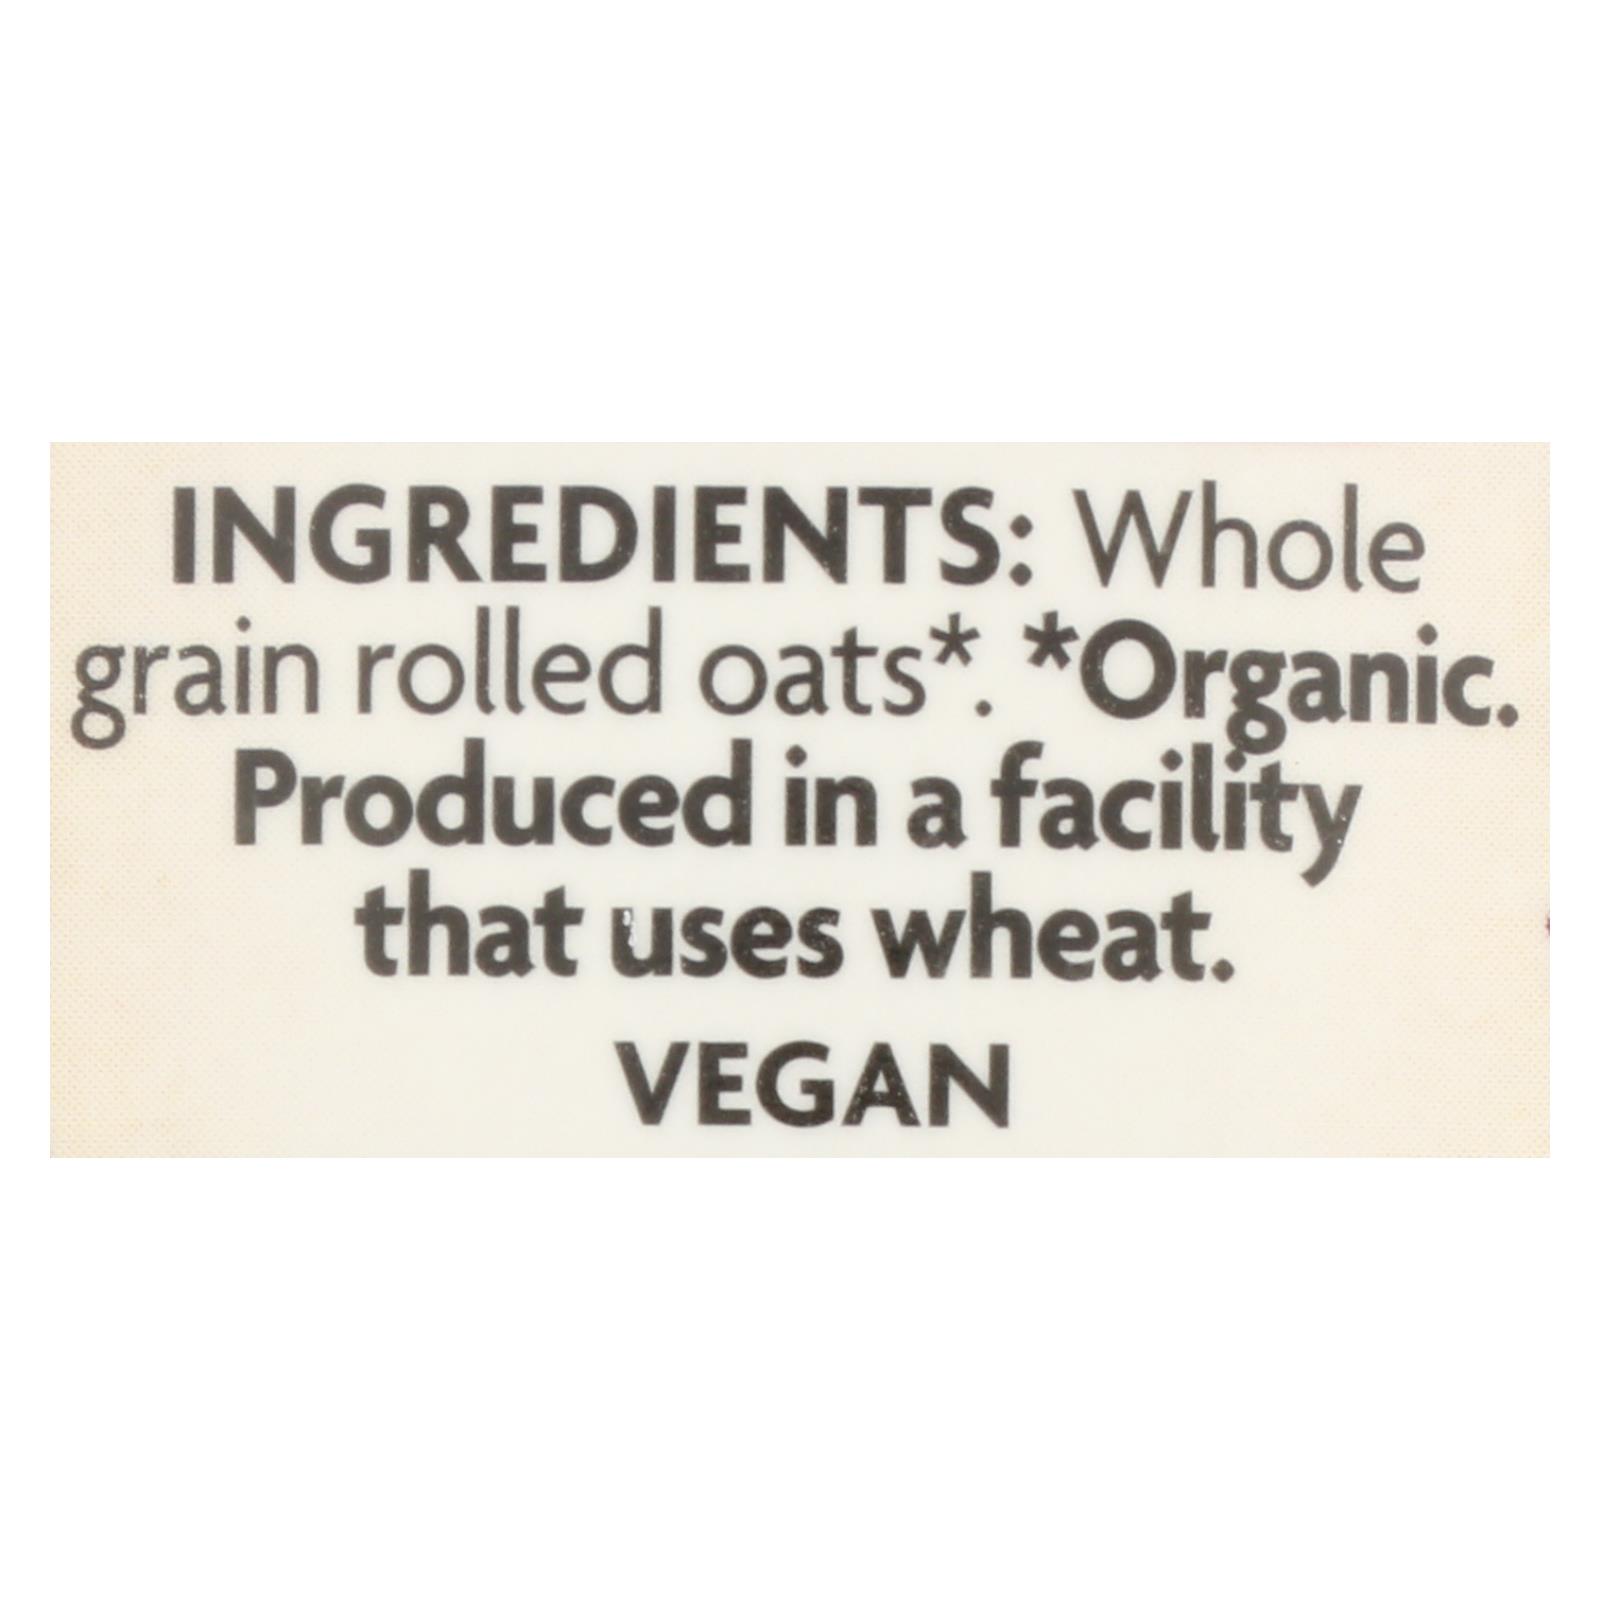 INGREDIENTS: Whole
grain rolled oats*. *Organic.
Produced in a facility
that uses wheat.
VEGAN